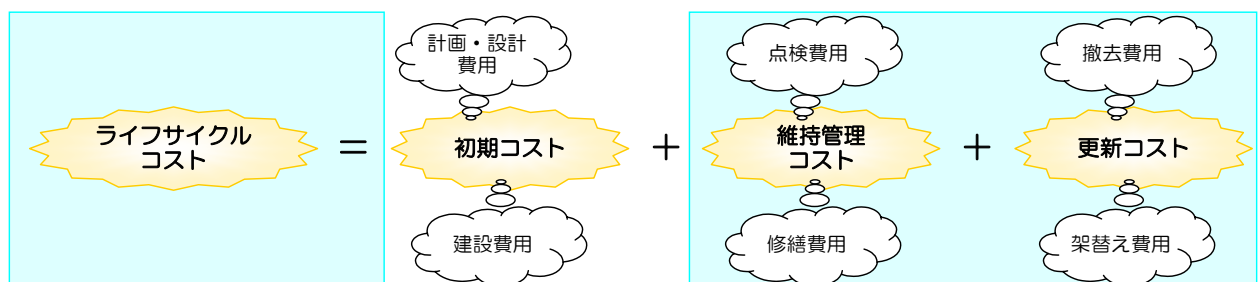 計画・設計
費用
点検費用
撤去費用
ライフサイクル
コスト
=
初期コスト
+
維持管理
コスト
+
更新コスト
建設費用
修繕費用
架替え費用